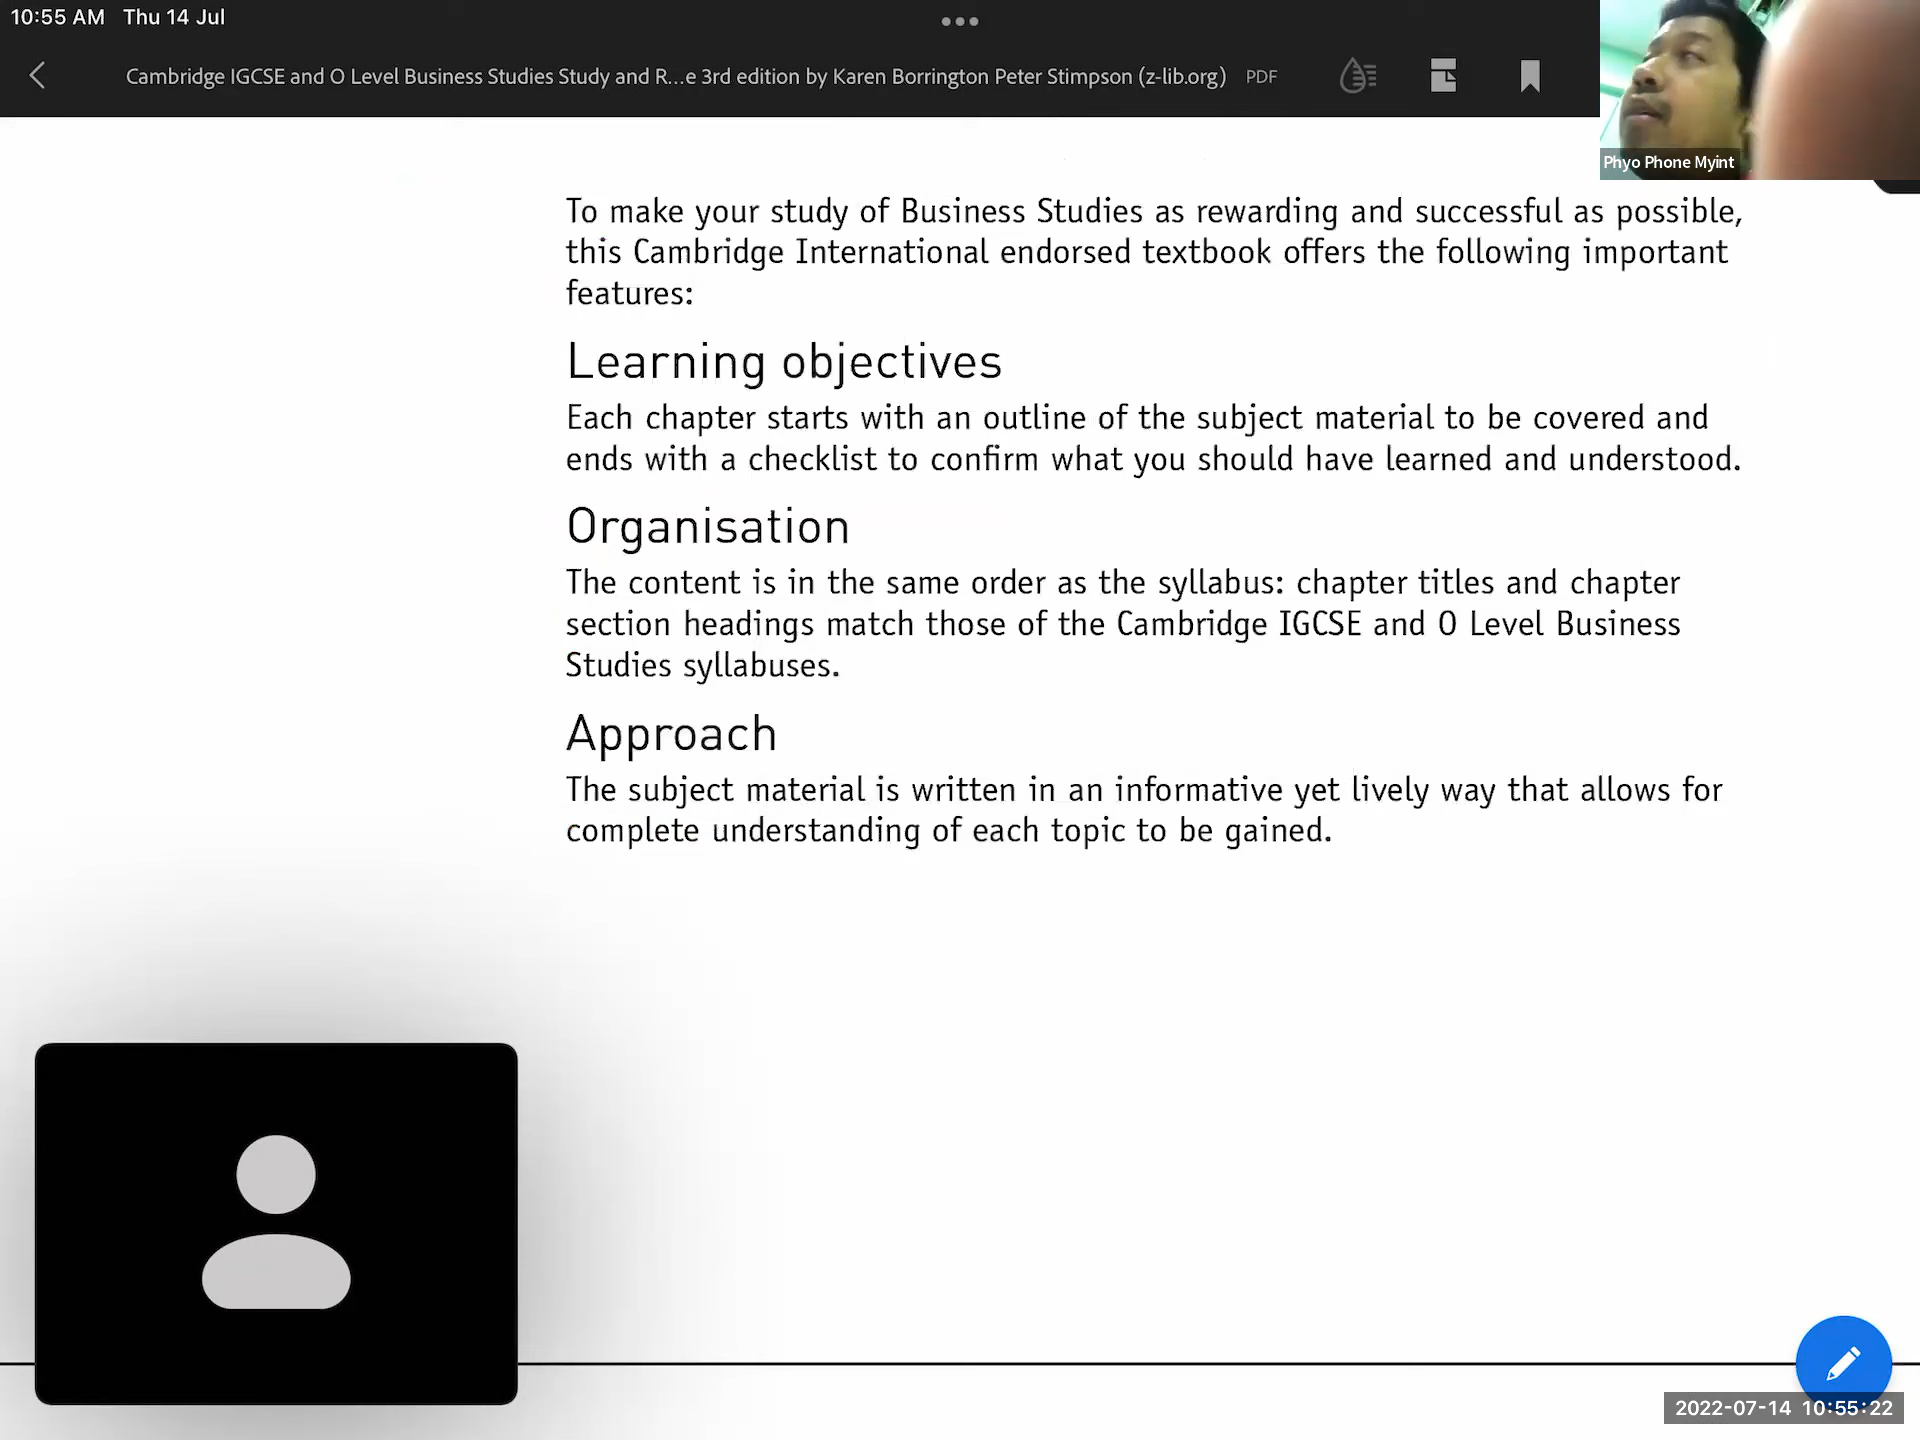 10:55 AM Thu 14 Jul
Cambridge IGCSE and O Level Business Studies Study and R...e 3rd edition by Karen Borrington Peter Stimpson (z-lib.org) PDF
Phyo Phone Myint
To make your study of Business Studies as rewarding and successful as possible,
this Cambridge International endorsed textbook offers the following important
features:
Learning objectives
Each chapter starts with an outline of the subject material to be covered and
ends with a checklist to confirm what you should have learned and understood.
Organisation
The content is in the same order as the syllabus: chapter titles and chapter
section headings match those of the Cambridge IGCSE and O Level Business
Studies syllabuses.
Approach
The subject material is written in an informative yet lively way that allows for
complete understanding of each topic to be gained.
2022-07-14 10:55:22